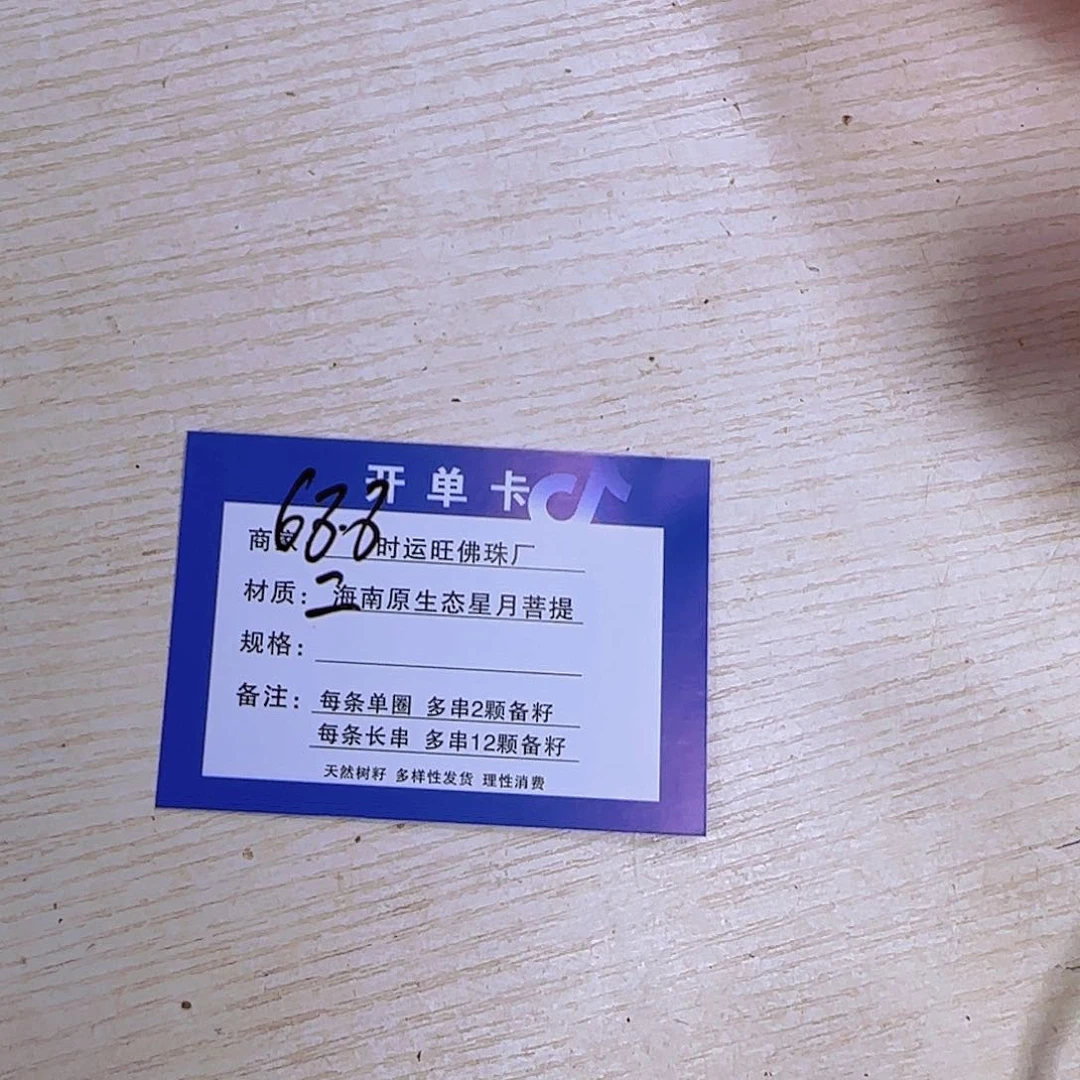 开单卡
商家 时运旺佛珠厂
材质： 海南原生态星月菩提
规格：
备注： 每条单圈 多串2颗备籽
每条长串 多串12颗备籽
天然树籽 多样性发货 理性消费